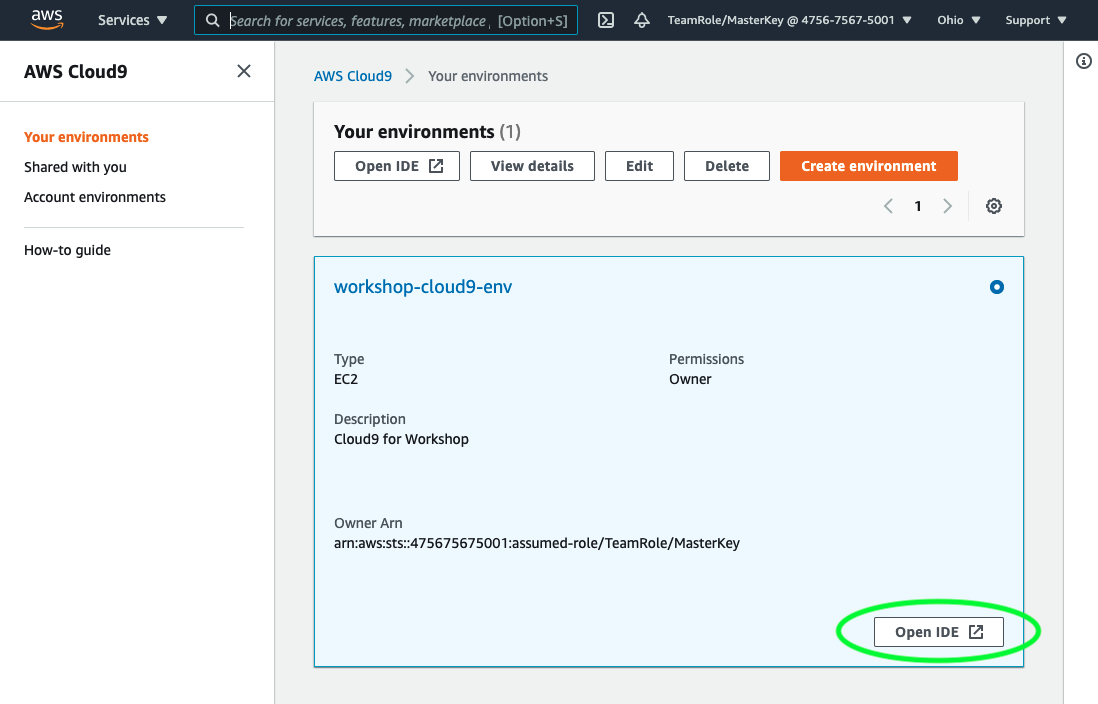 aws Services Search for services, features, marketplace [Option+S] TeamRole/MasterKey @ 4756-7567-5001 Ohio Support
AWS Cloud9
Your environments
Shared with you
Account environments
How-to guide
AWS Cloud9 Your environments
Your environments (1)
Open IDE View details Edit Delete Create environment
1
workshop-cloud9-env
Type
EC2
Permissions
Owner
Description
Cloud9 for Workshop
Owner Arn
arn:aws:sts::475675675001:assumed-role/TeamRole/MasterKey
Open IDE